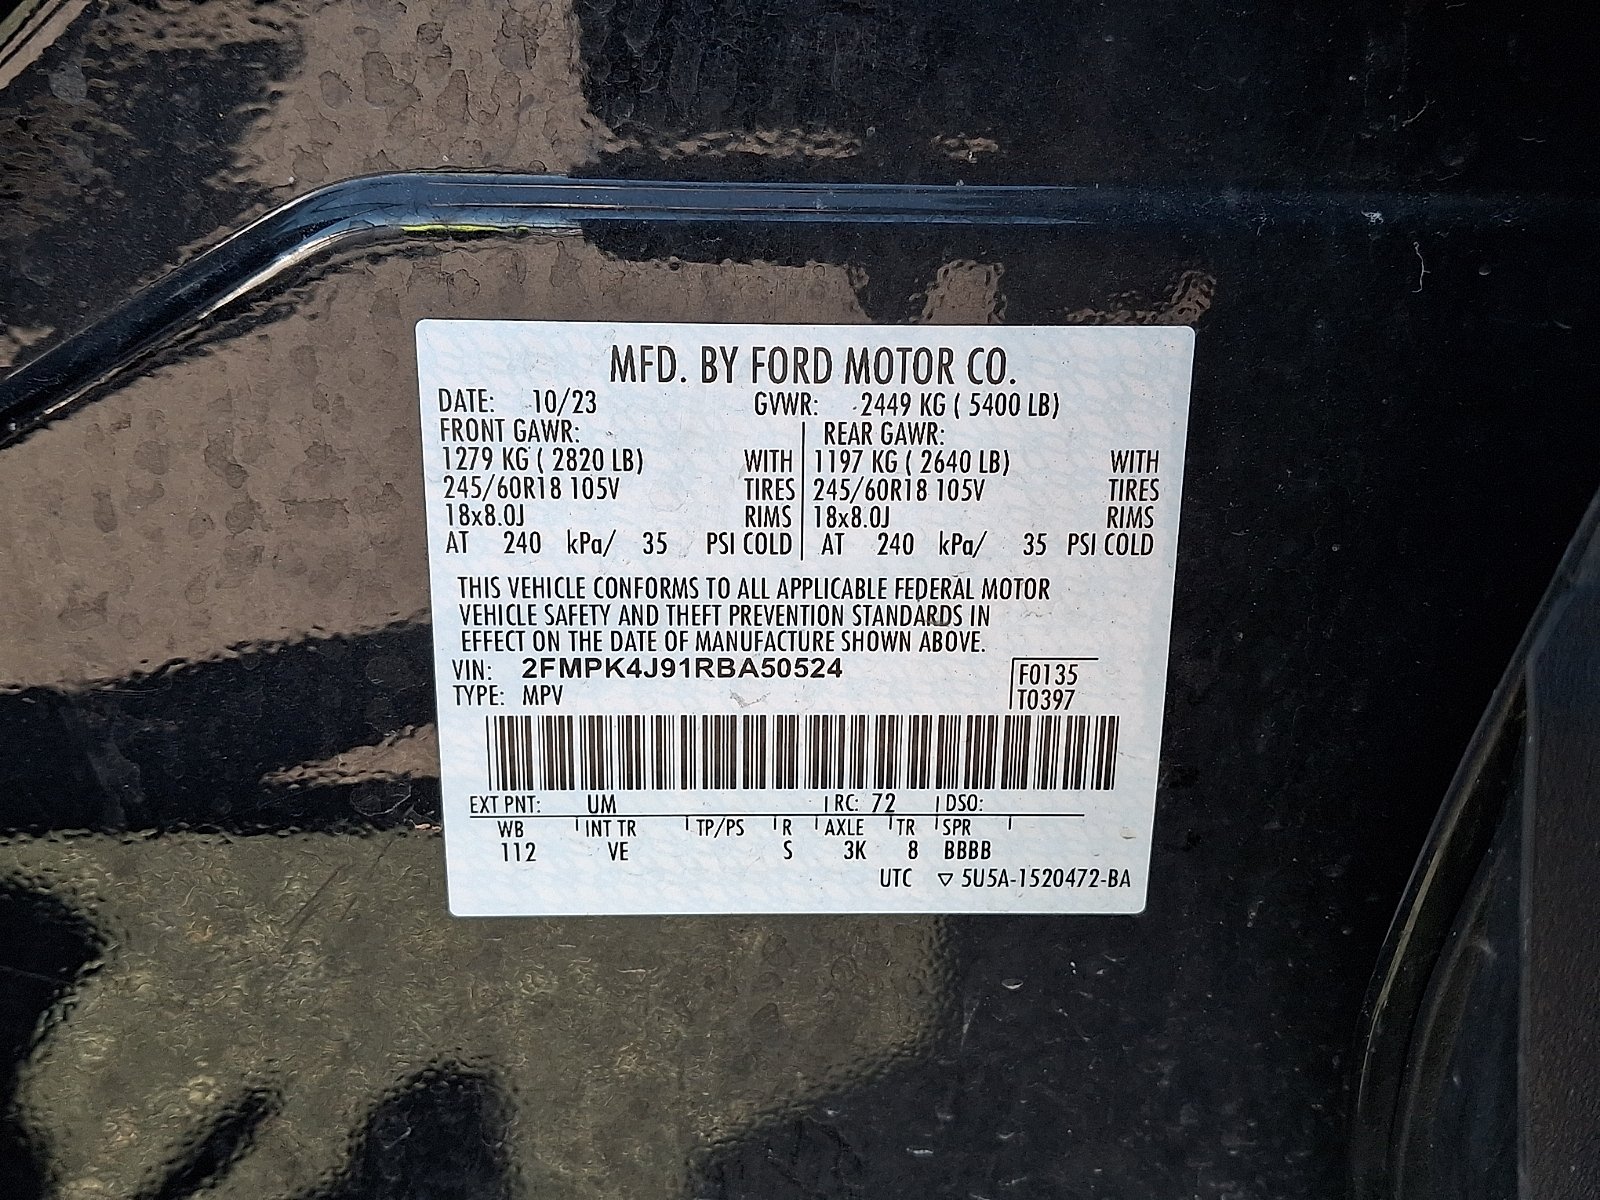 MFD. BY FORD MOTOR CO.
DATE: 10/23 GVWR: 2449 KG ( 5400 LB)
FRONT GAWR: REAR GAWR:
1279 KG ( 2820 LB) WITH 1197 KG ( 2640 LB) WITH
245/60R18 105V TIRES 245/60R18 105V TIRES
18x8.0J RIMS 18x8.0J RIMS
AT 240 kPa/ 35 PSI COLD AT 240 kPa/ 35 PSI COLD
THIS VEHICLE CONFORMS TO ALL APPLICABLE FEDERAL MOTOR
VEHICLE SAFETY AND THEFT PREVENTION STANDARDS IN
EFFECT ON THE DATE OF MANUFACTURE SHOWN ABOVE.
VIN: 2FMPK4J91RBA50524 F0135
TYPE: MPV T0397
EXT PNT: UM RC: 72 DSO:
WB INT TR TP/PS R AXLE TR SPR
112 VE S 3K 8 BBBB
UTC ▽ 5U5A-1520472-BA